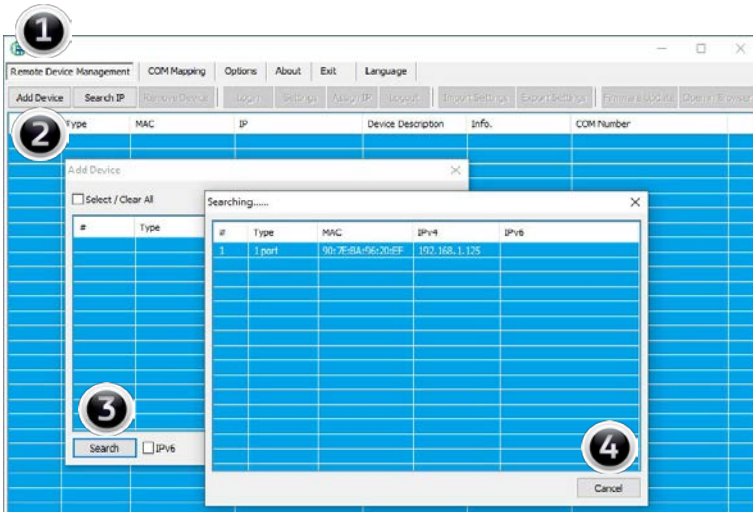 1
Remote Device Management COM Mapping Options About Exit Language
Add Device Search IP Remove Device Login Settings Assign IP Logout Import Settings Export Settings Firmware Update Open in Browser
2
Type MAC IP Device Description Info. COM Number
Add Device
Select / Clear All
# Type
Searching......
# Type MAC IPv4 IPv6
1 1 port 90:7E:BA:96:20:EF 192.168.1.125
3
Search IPv6
4
Cancel